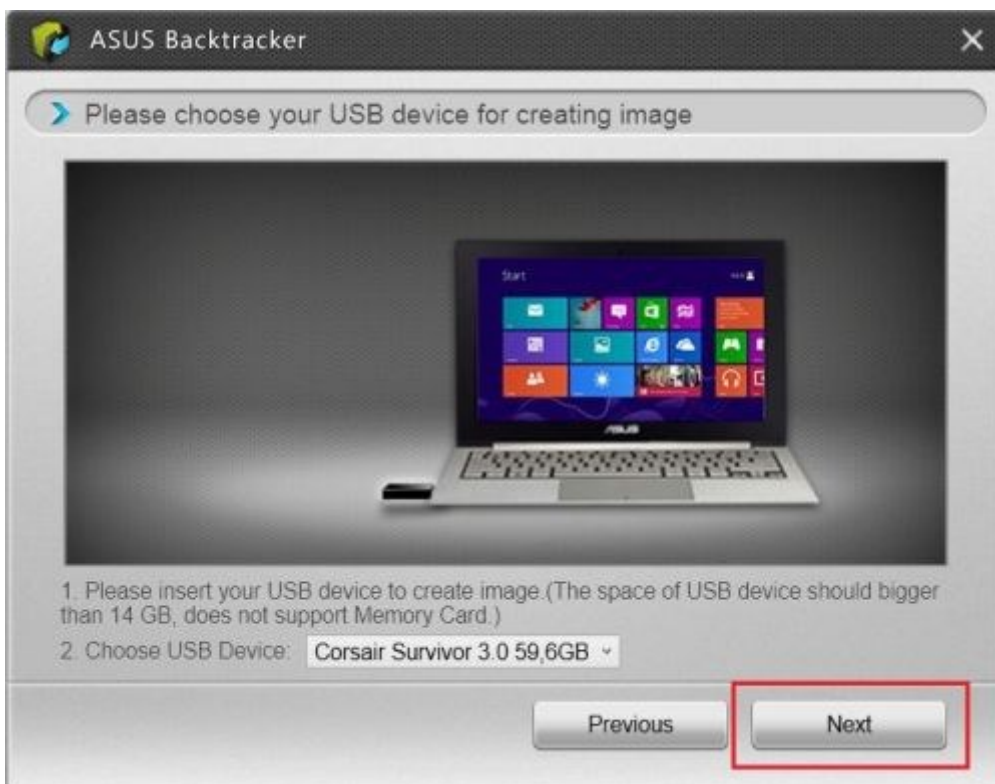 ASUS Backtracker
Please choose your USB device for creating image
Start
ASUS
1. Please insert your USB device to create image.(The space of USB device should bigger
than 14 GB, does not support Memory Card.)
2. Choose USB Device: Corsair Survivor 3.0 59,6GB
Previous Next